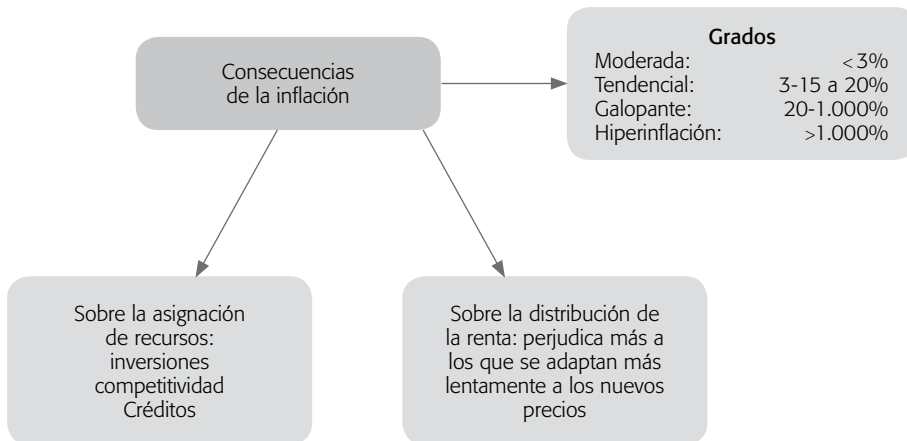 Consecuencias
de la inflación
Grados
Moderada: <3%
Tendencial: 3-15 a 20%
Galopante: 20-1.000%
Hiperinflación: >1.000%
Sobre la asignación
de recursos:
inversiones
competitividad
Créditos
Sobre la distribución de
la renta: perjudica más a
los que se adaptan más
lentamente a los nuevos
precios